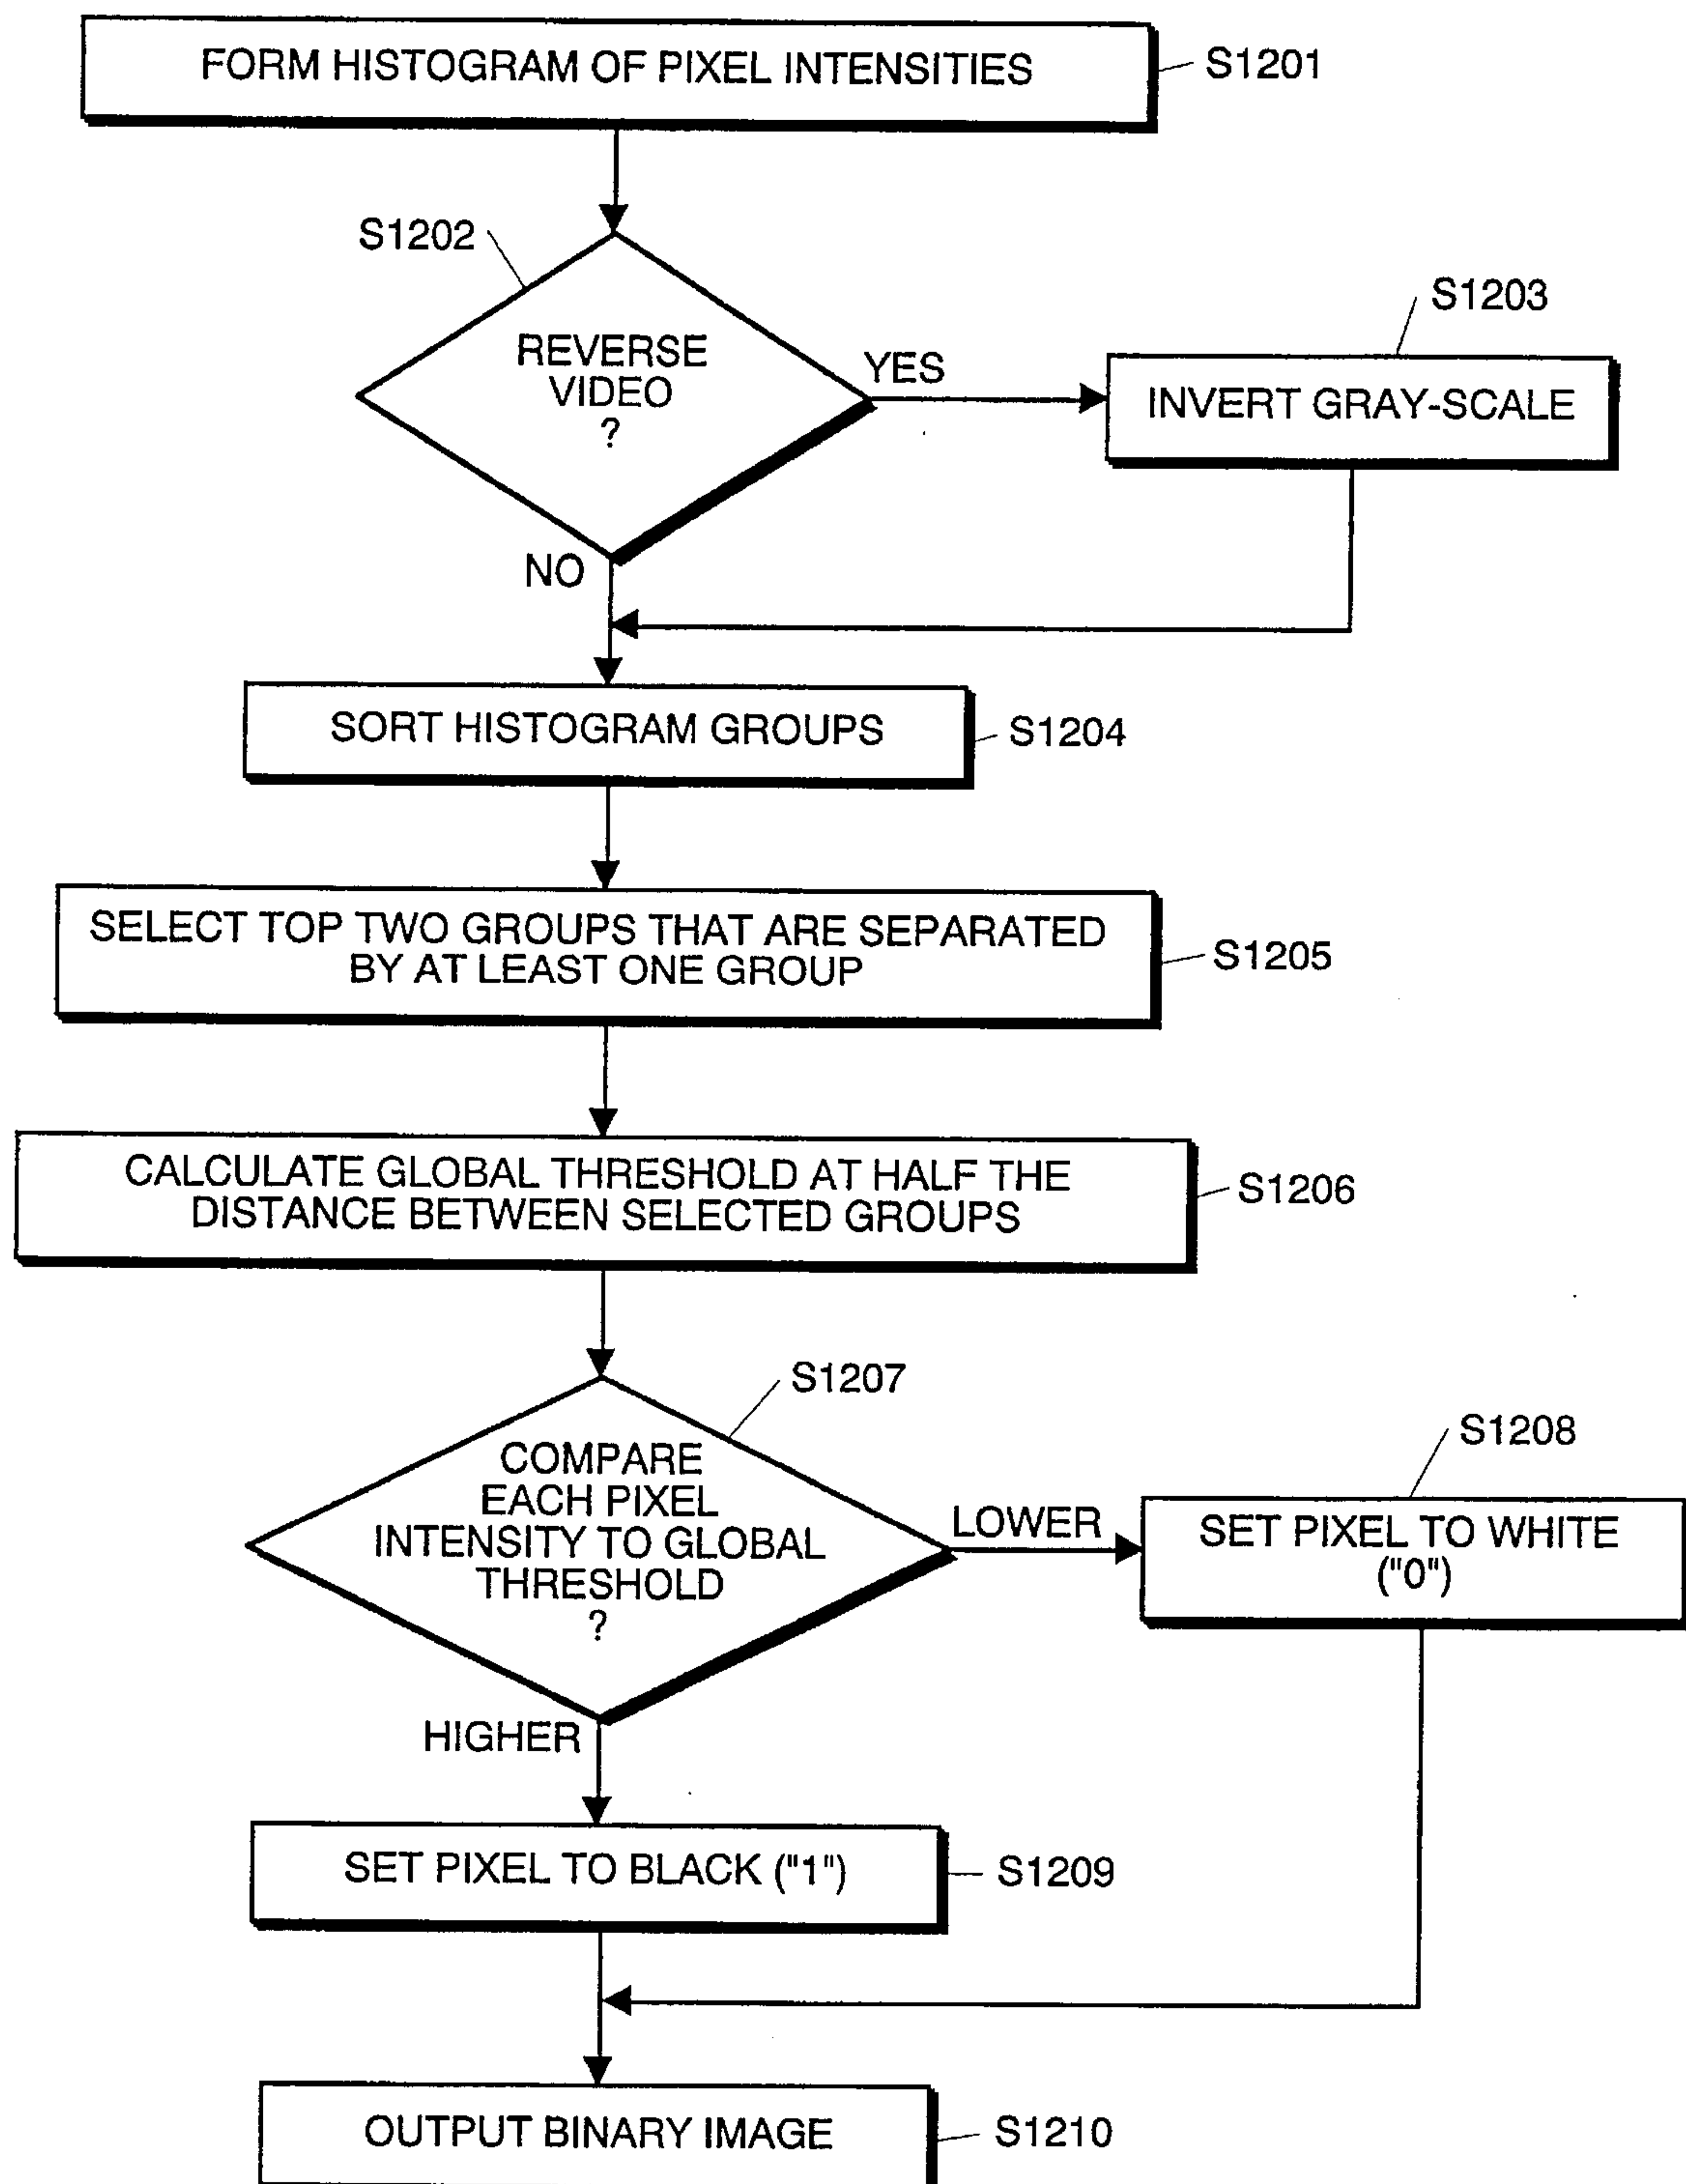 FORM HISTOGRAM OF PIXEL INTENSITIES
S1201
S1202
REVERSE
VIDEO
?
YES
S1203
INVERT GRAY-SCALE
NO
SORT HISTOGRAM GROUPS
S1204
SELECT TOP TWO GROUPS THAT ARE SEPARATED
BY AT LEAST ONE GROUP
S1205
CALCULATE GLOBAL THRESHOLD AT HALF THE
DISTANCE BETWEEN SELECTED GROUPS
S1206
S1207
COMPARE
EACH PIXEL
INTENSITY TO GLOBAL
THRESHOLD
?
LOWER
S1208
SET PIXEL TO WHITE
("0")
HIGHER
SET PIXEL TO BLACK ("1")
S1209
OUTPUT BINARY IMAGE
S1210